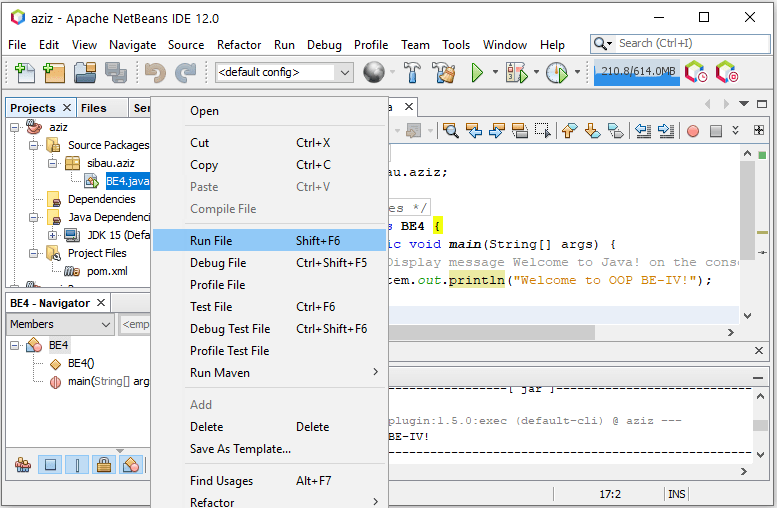 aziz - Apache NetBeans IDE 12.0
File Edit View Navigate Source Refactor Run Debug Profile Team Tools Window Help
Search (Ctrl+I)
<default config>
210.8/614.0MB
Projects
Files
aziz
Source Packages
sibau.aziz
BE4.java
Dependencies
Java Dependenci
JDK 15 (Defa
Project Files
pom.xml
BE4 - Navigator
Members
<emp
BE4
BE4()
main(String[] arg
Open
Cut Ctrl+X
Copy Ctrl+C
Paste Ctrl+V
Compile File
Run File Shift+F6
Debug File Ctrl+Shift+F5
Profile File
Test File Ctrl+F6
Debug Test File Ctrl+Shift+F6
Profile Test File
Run Maven
Add
Delete Delete
Save As Template...
Find Usages Alt+F7
Refactor
au.aziz;
es */
s BE4 {
ic void main(String[] args) {
Display message Welcome to Java! on the conso
tem.out.println("Welcome to OOP BE-IV!");
--------------------[ jar ]--------------------
plugin:1.5.0:exec (default-cli) @ aziz ---
BE-IV!
17:2
INS